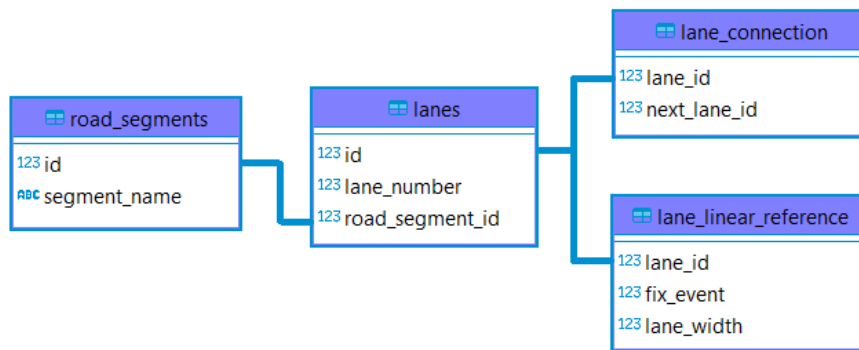 road_segments
123 id
ABC segment_name
lanes
123 id
123 lane_number
123 road_segment_id
lane_connection
123 lane_id
123 next_lane_id
lane_linear_reference
123 lane_id
123 fix_event
123 lane_width